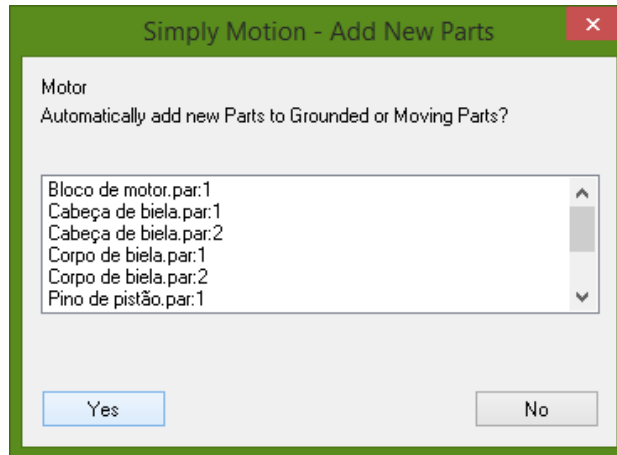 Simply Motion - Add New Parts
Motor
Automatically add new Parts to Grounded or Moving Parts?
Bloco de motor.par:1
Cabeça de biela.par:1
Cabeça de biela.par:2
Corpo de biela.par:1
Corpo de biela.par:2
Pino de pistão.par:1
Yes
No